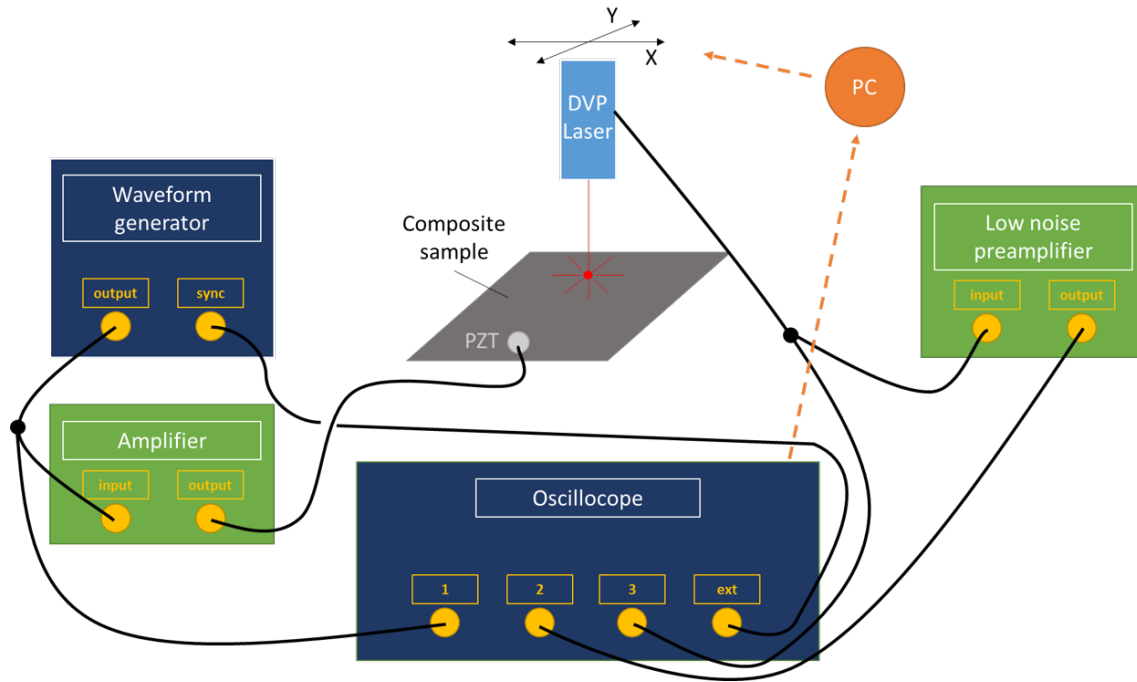 Y
X
DVP
Laser
PC
Waveform
generator
output
sync
Composite
sample
PZT
Low noise
preamplifier
input
output
Amplifier
input
output
Oscillocope
1
2
3
ext